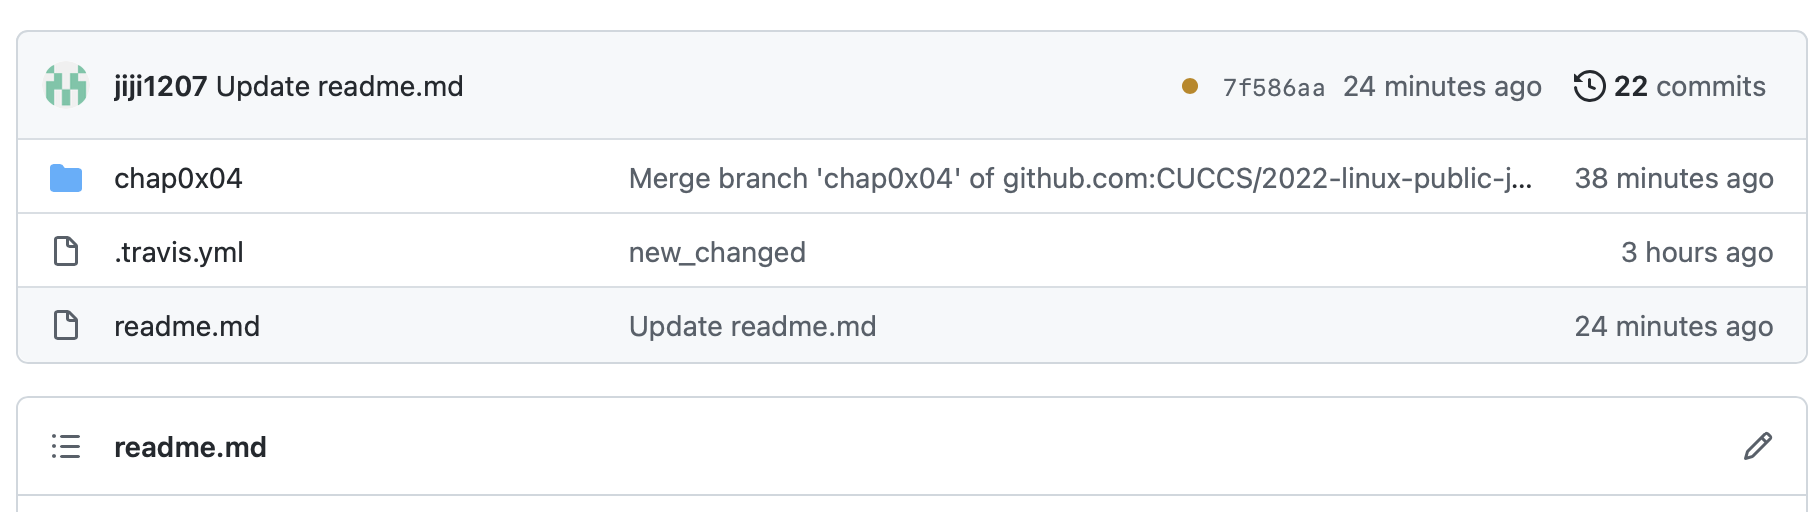 jiji1207 Update readme.md 7f586aa 24 minutes ago 22 commits
chap0x04 Merge branch 'chap0x04' of github.com:CUCCS/2022-linux-public-j... 38 minutes ago
.travis.yml new_changed 3 hours ago
readme.md Update readme.md 24 minutes ago
readme.md